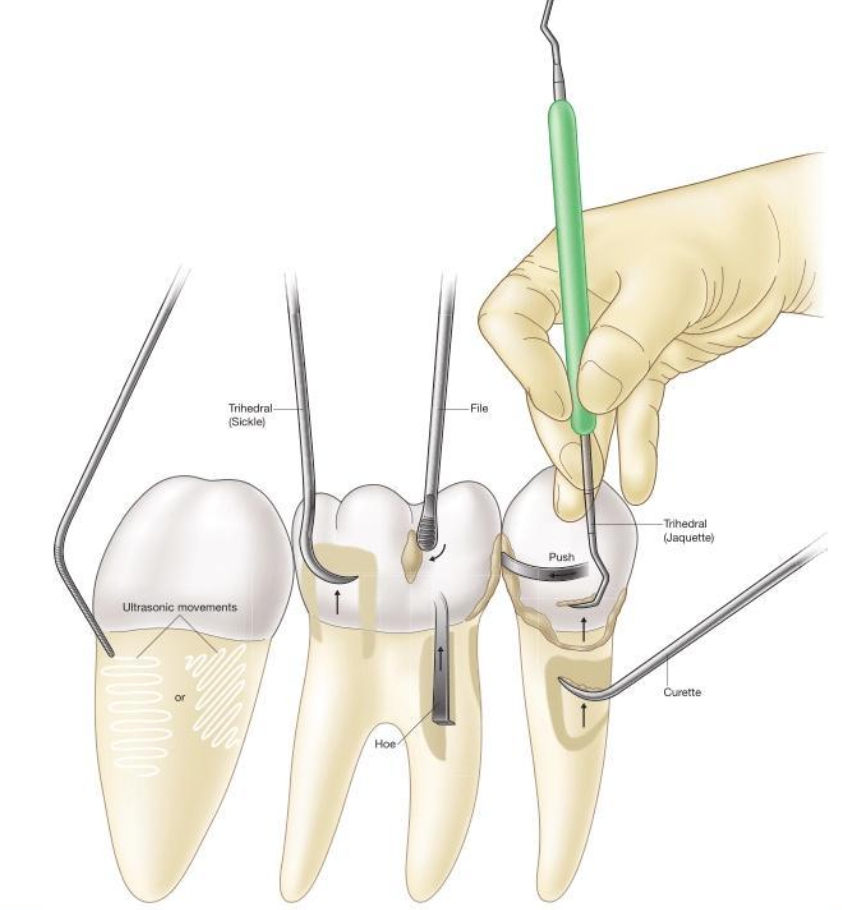 Trihedral
(Sickle)
File
Trihedral
(Jaquette)
Push
Ultrasonic movements
or
Curette
Hoe